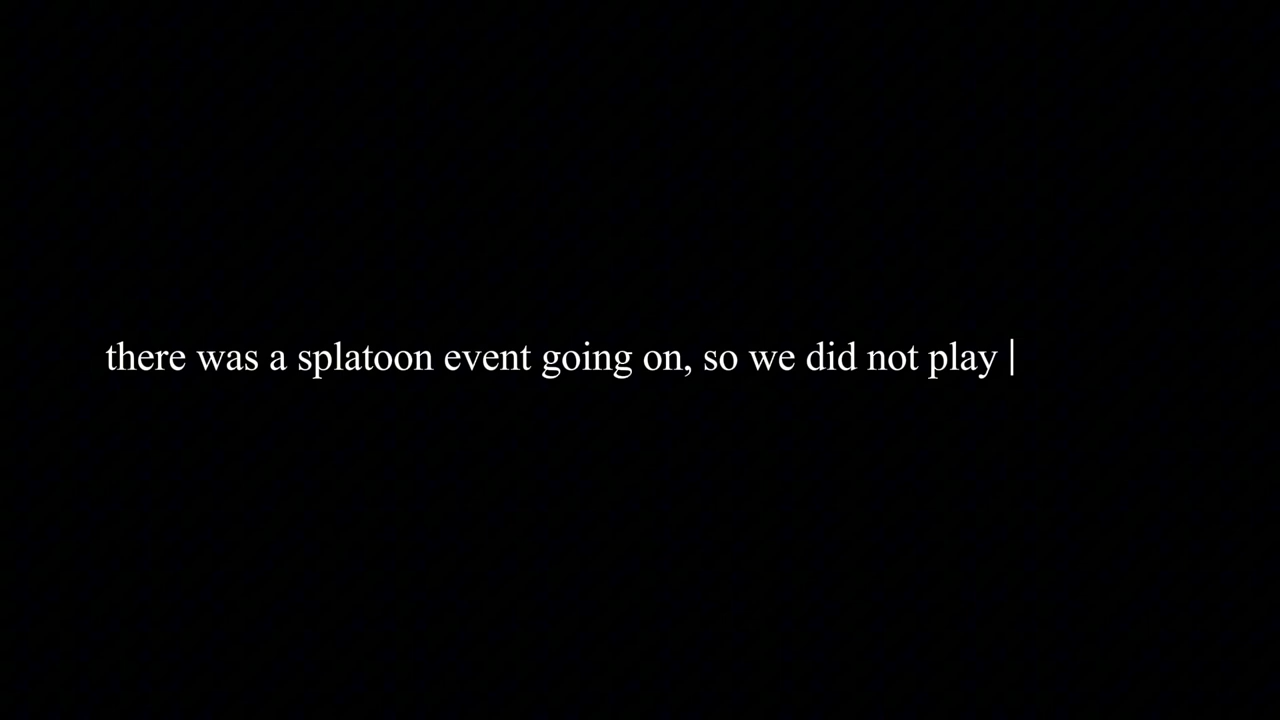 there was a splatoon event going on, so we did not play |